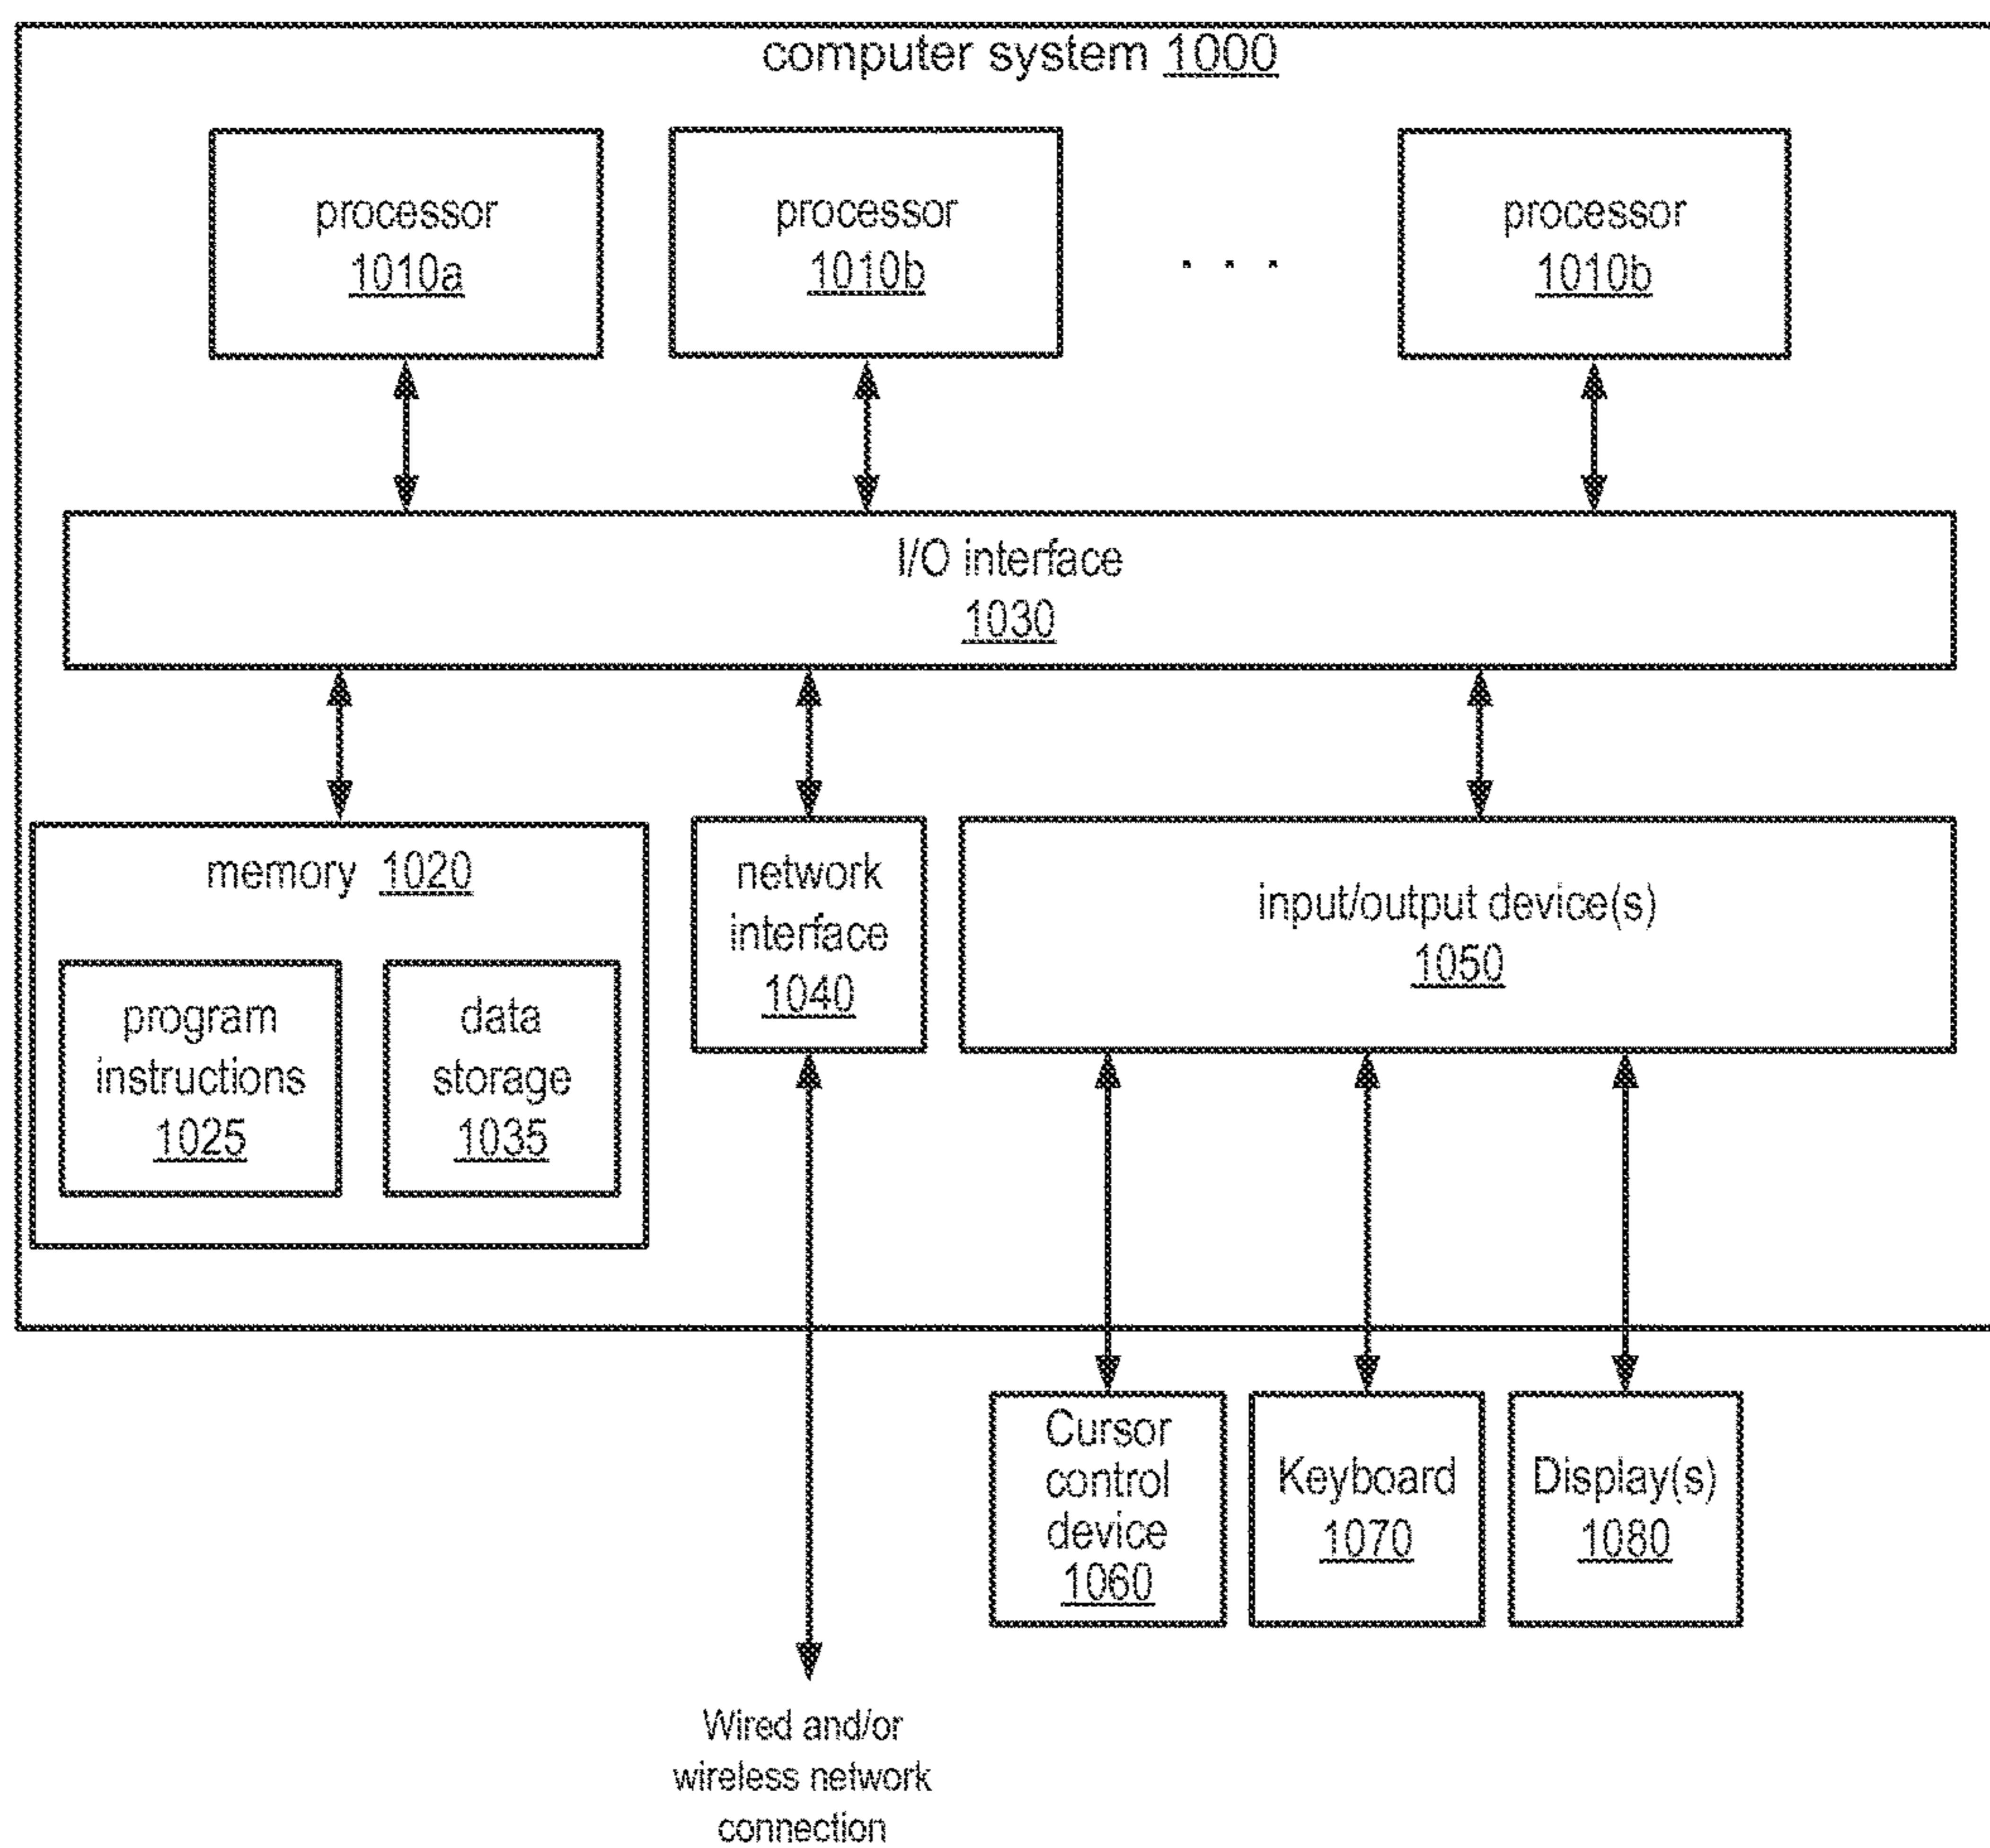 computer system 1000
processor
1010a
processor
1010b
. . .
processor
1010b
I/O interface
1030
memory 1020
program
instructions
1025
data
storage
1035
network
interface
1040
input/output device(s)
1050
Cursor
control
device
1060
Keyboard
1070
Display(s)
1080
Wired and/or
wireless network
connection